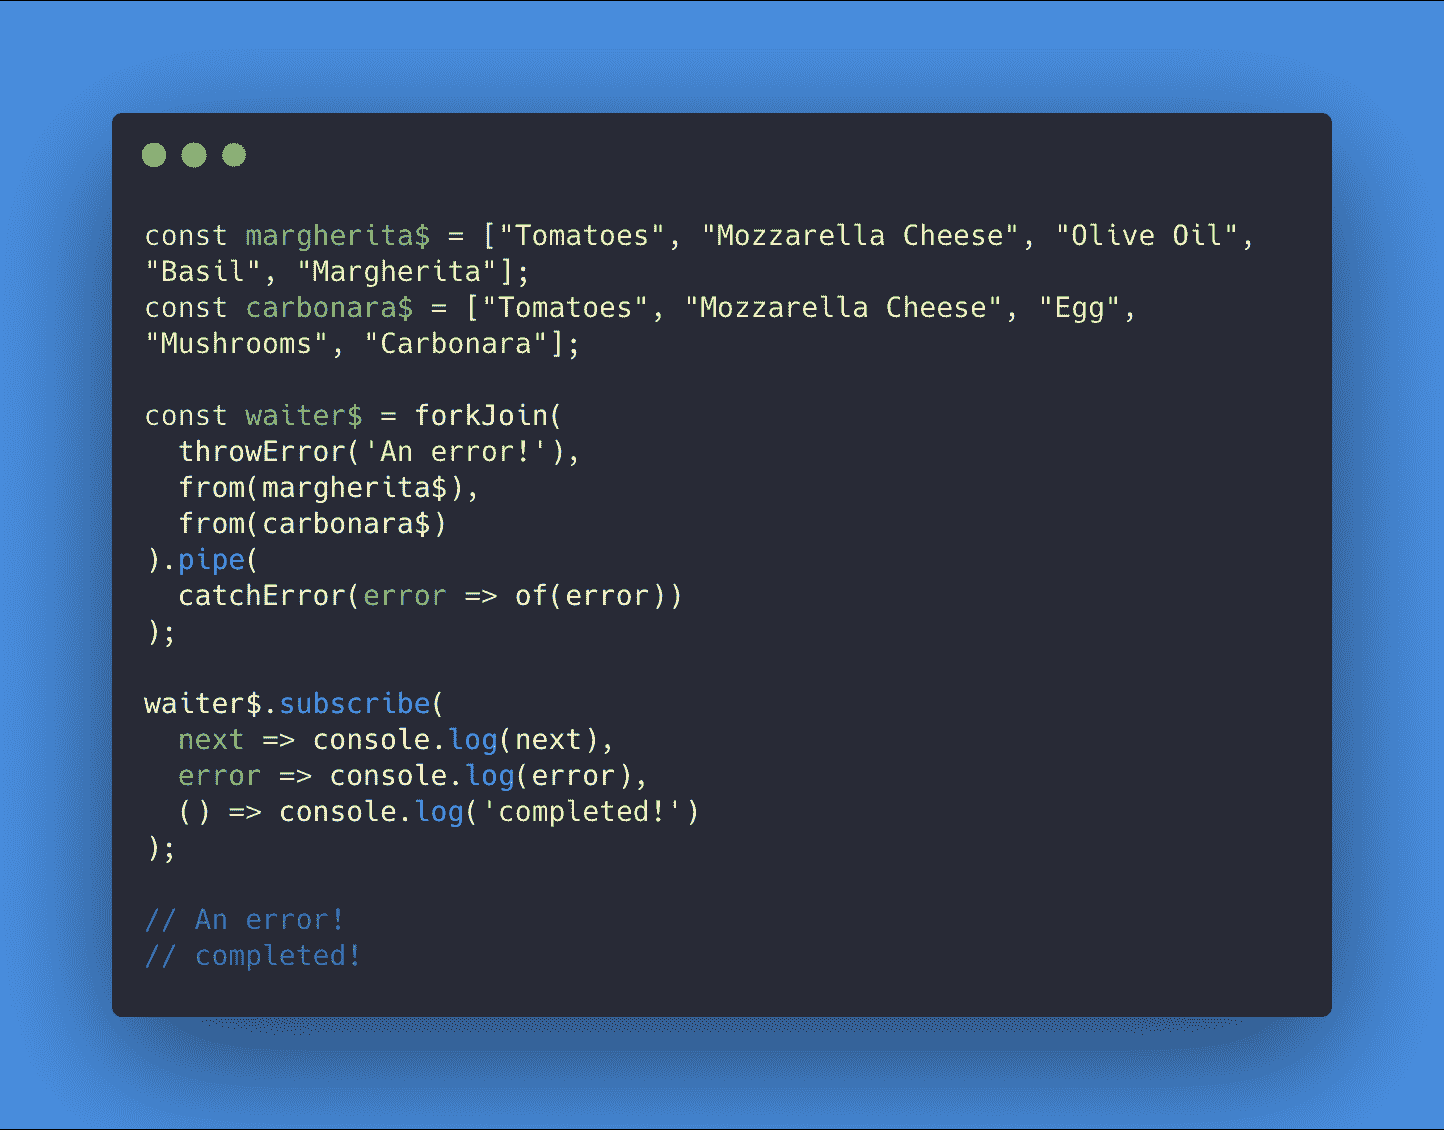 const margherita$ = ["Tomatoes", "Mozzarella Cheese", "Olive Oil",
"Basil", "Margherita"];
const carbonara$ = ["Tomatoes", "Mozzarella Cheese", "Egg",
"Mushrooms", "Carbonara"];

const waiter$ = forkJoin(
  throwError('An error!'),
  from(margherita$),
  from(carbonara$)
).pipe(
  catchError(error => of(error))
);

waiter$.subscribe(
  next => console.log(next),
  error => console.log(error),
  () => console.log('completed!')
);

// An error!
// completed!